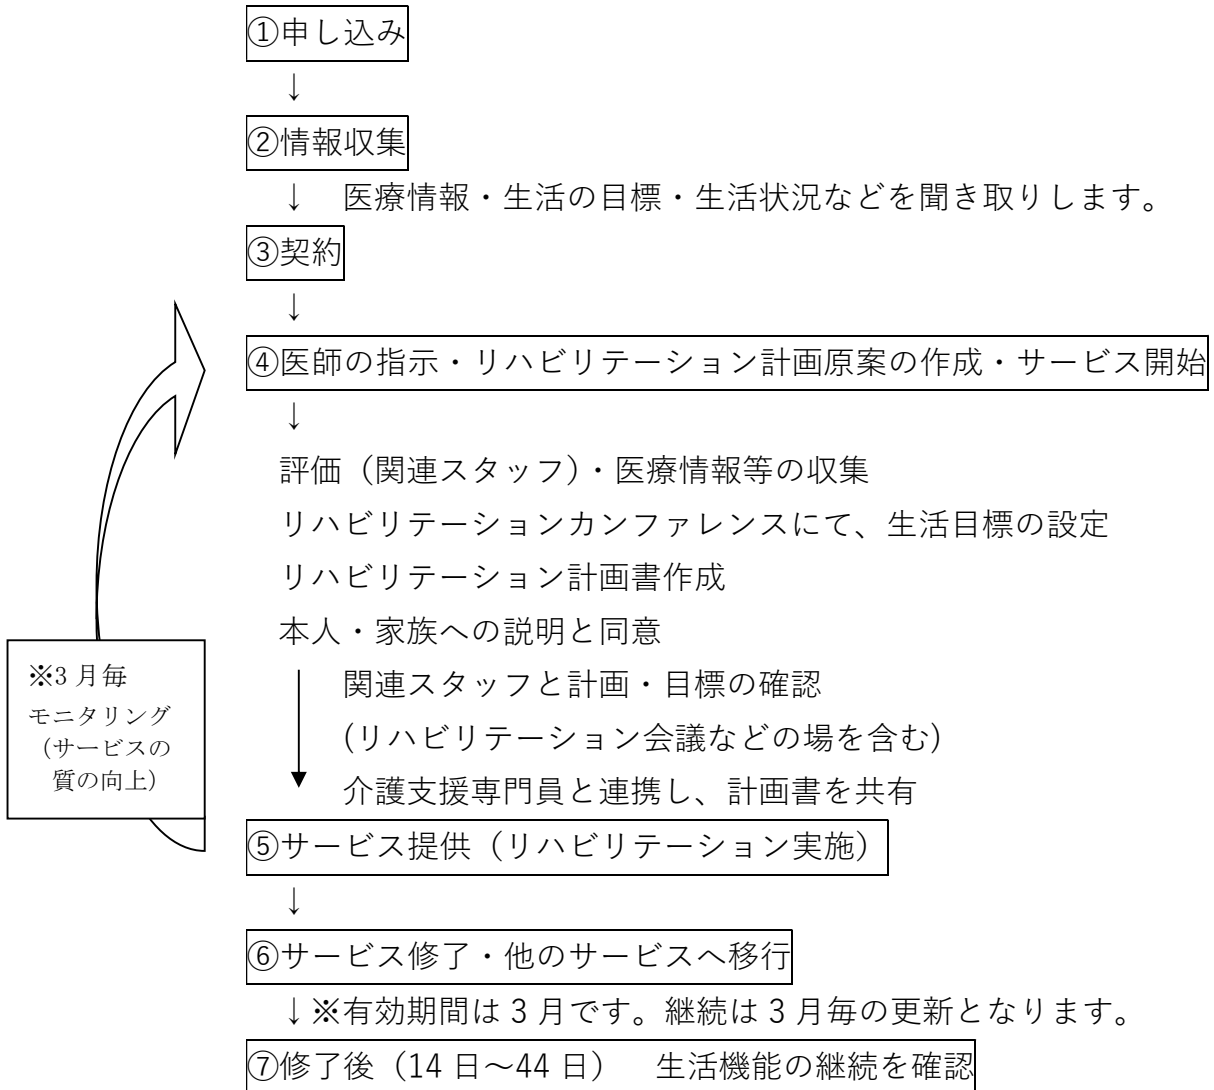 ①申し込み
↓
②情報収集
↓ 医療情報・生活の目標・生活状況などを聞き取りします。
③契約
↓
④医師の指示・リハビリテーション計画原案の作成・サービス開始
↓
評価（関連スタッフ）・医療情報等の収集
リハビリテーションカンファレンスにて、生活目標の設定
リハビリテーション計画書作成
本人・家族への説明と同意
関連スタッフと計画・目標の確認
(リハビリテーション会議などの場を含む)
介護支援専門員と連携し、計画書を共有
※3 月毎
モニタリング
（サービスの
質の向上）
⑤サービス提供（リハビリテーション実施）
↓
⑥サービス修了・他のサービスへ移行
↓※有効期間は 3 月です。継続は 3 月毎の更新となります。
⑦修了後（14 日～44 日） 生活機能の継続を確認